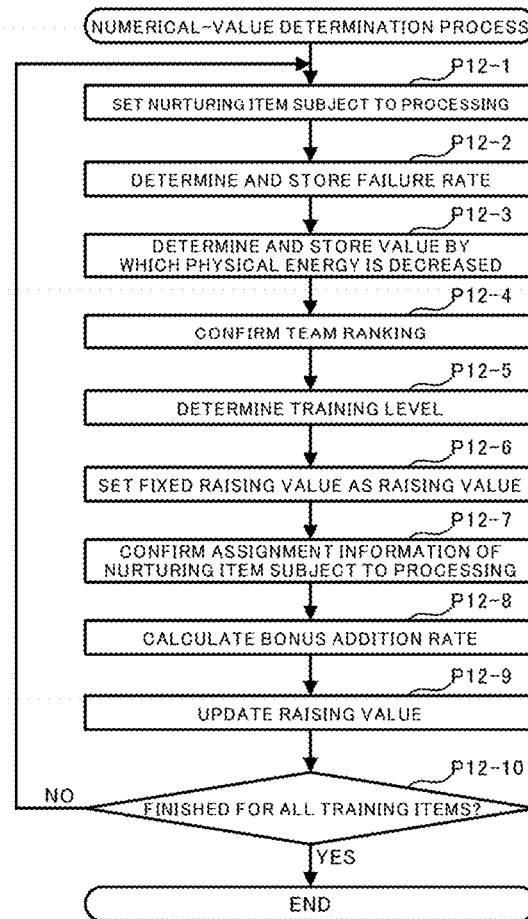 NUMERICAL-VALUE DETERMINATION PROCESS
P12-1
SET NURTURING ITEM SUBJECT TO PROCESSING
P12-2
DETERMINE AND STORE FAILURE RATE
P12-3
DETERMINE AND STORE VALUE BY
WHICH PHYSICAL ENERGY IS DECREASED
P12-4
CONFIRM TEAM RANKING
P12-5
DETERMINE TRAINING LEVEL
P12-6
SET FIXED RAISING VALUE AS RAISING VALUE
P12-7
CONFIRM ASSIGNMENT INFORMATION OF
NURTURING ITEM SUBJECT TO PROCESSING
P12-8
CALCULATE BONUS ADDITION RATE
P12-9
UPDATE RAISING VALUE
P12-10
NO
FINISHED FOR ALL TRAINING ITEMS?
YES
END